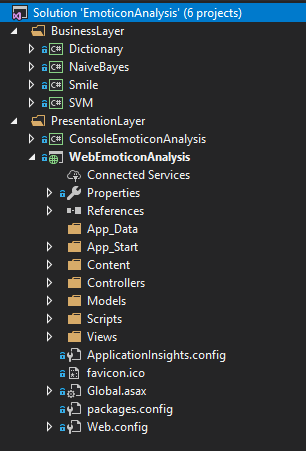 Solution 'EmoticonAnalysis' (6 projects)
BusinessLayer
C# Dictionary
C# NaiveBayes
C# Smile
C# SVM
PresentationLayer
C# ConsoleEmoticonAnalysis
WebEmoticonAnalysis
Connected Services
Properties
References
App_Data
App_Start
Content
Controllers
Models
Scripts
Views
ApplicationInsights.config
favicon.ico
Global.asax
packages.config
Web.config